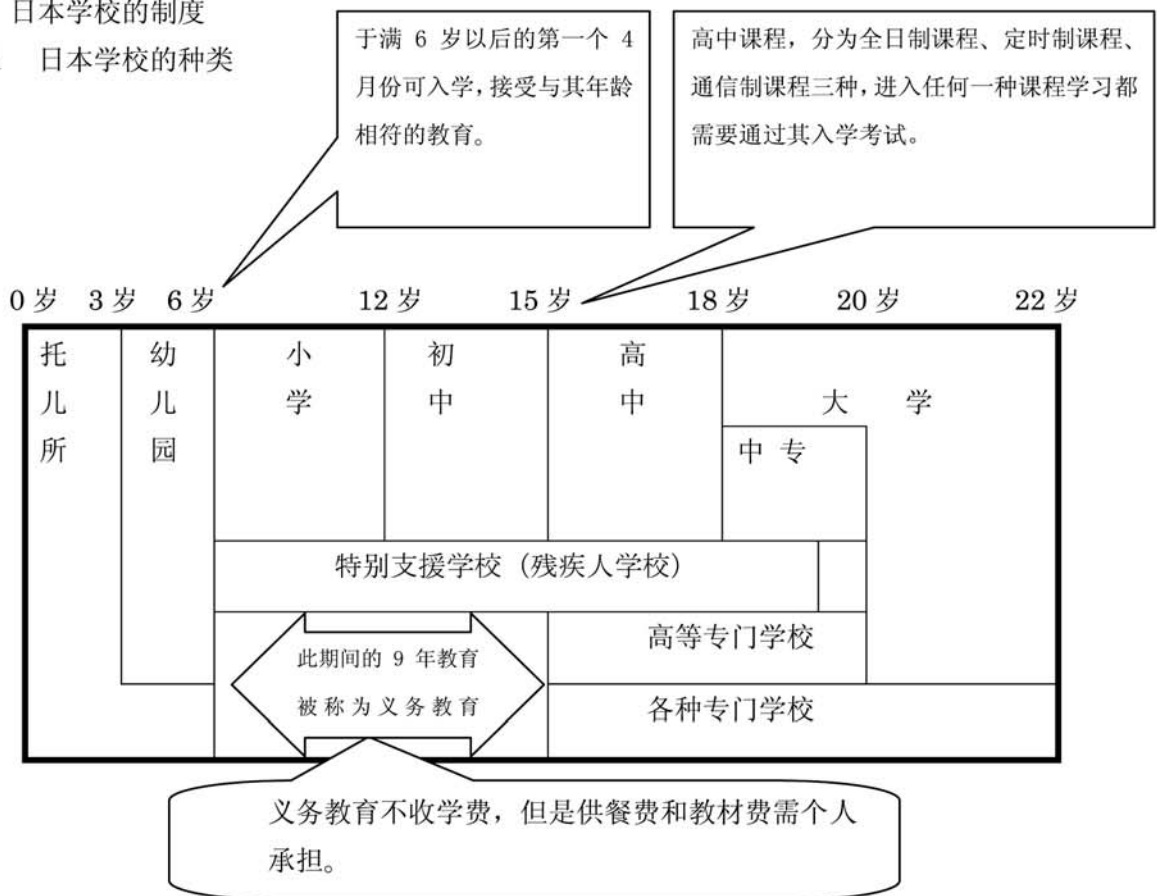 日本学校的制度
日本学校的种类
于满 6 岁以后的第一个 4
月份可入学，接受与其年龄
相符的教育。
高中课程，分为全日制课程、定时制课程、
通信制课程三种，进入任何一种课程学习都
需要通过其入学考试。
0 岁 3 岁 6 岁 12 岁 15 岁 18 岁 20 岁 22 岁
托儿所
幼儿园
小学
初中
高中
大 学
中 专
特别支援学校（残疾人学校）
高等专门学校
此期间的 9 年教育
被称为义务教育
各种专门学校
义务教育不收学费，但是供餐费和教材费需个人
承担。